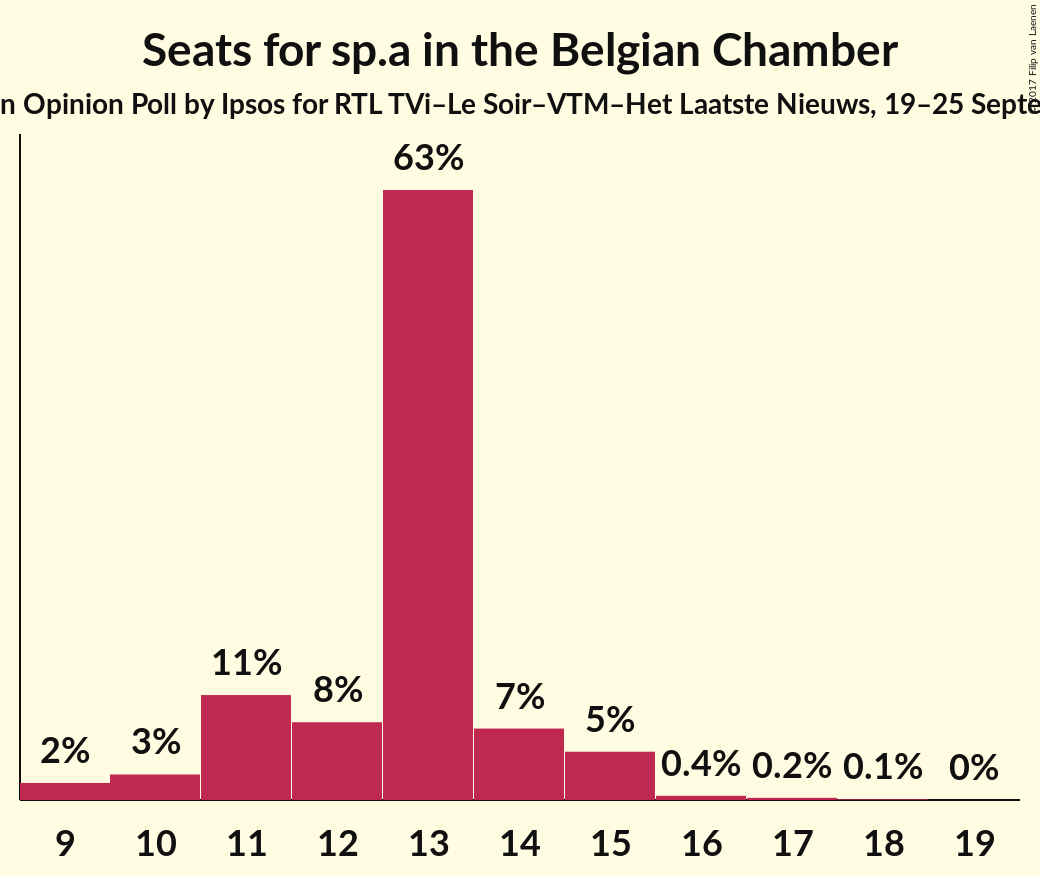 Seats for sp.a in the Belgian Chamber
n Opinion Poll by Ipsos for RTL TVi–Le Soir–VTM–Het Laatste Nieuws, 19–25 Septe
2017 Filip van Laenen
63%
11%
8%
7%
5%
3%
2%
0.4%
0.2%
0.1%
0%
9 10 11 12 13 14 15 16 17 18 19